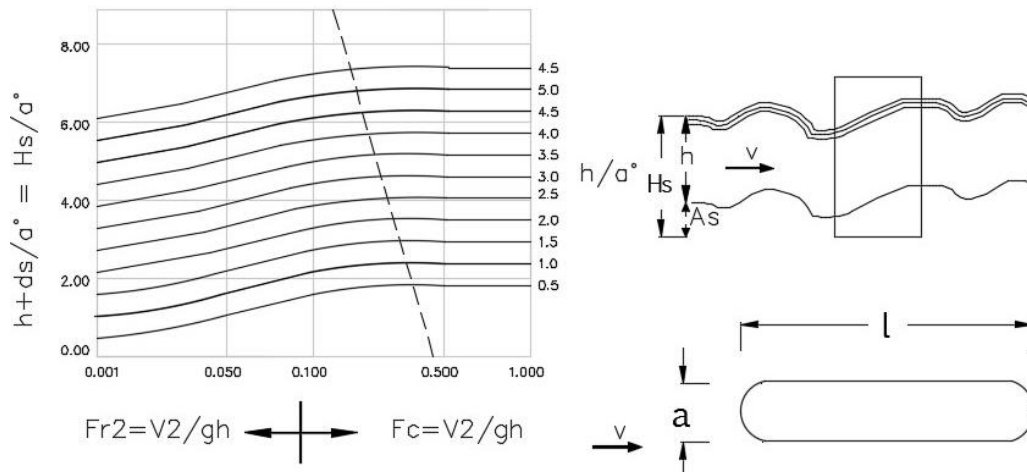 h+ds/a° = Hs/a°
8.00
6.00
4.00
2.00
0.00
0.001
0.050
0.100
0.500
1.000
4.5
5.0
4.5
4.0
3.5
3.0
2.5
2.0
1.5
1.0
0.5
h/a°
Fr2=V2/gh
Fc=V2/gh
Hs
h
As
v
l
a
v